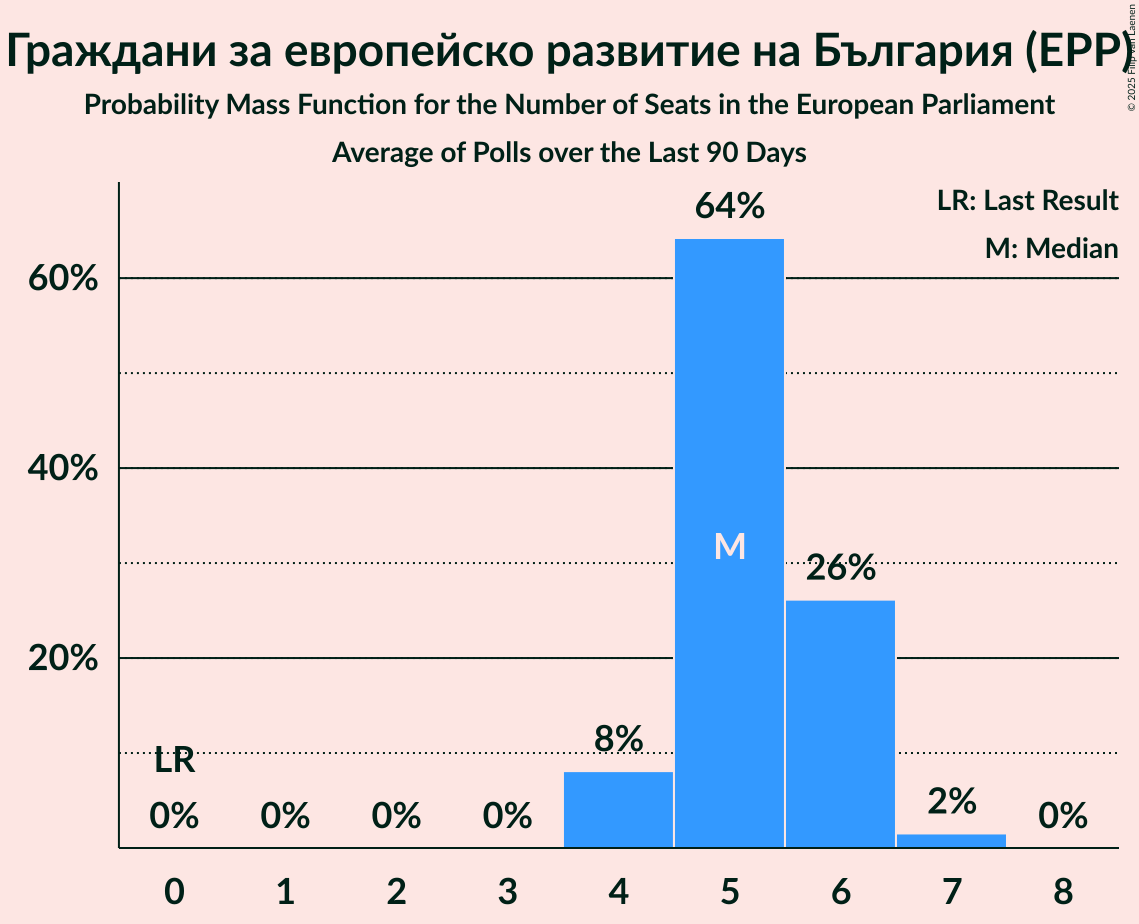 Граждани за европейско развитие на България (EPP)
© 2025 Filip van Laenen
Probability Mass Function for the Number of Seats in the European Parliament
Average of Polls over the Last 90 Days
LR: Last Result
M: Median
64%
60%
40%
M
26%
20%
8%
LR
2%
0% 0% 0% 0% 0%
0 1 2 3 4 5 6 7 8